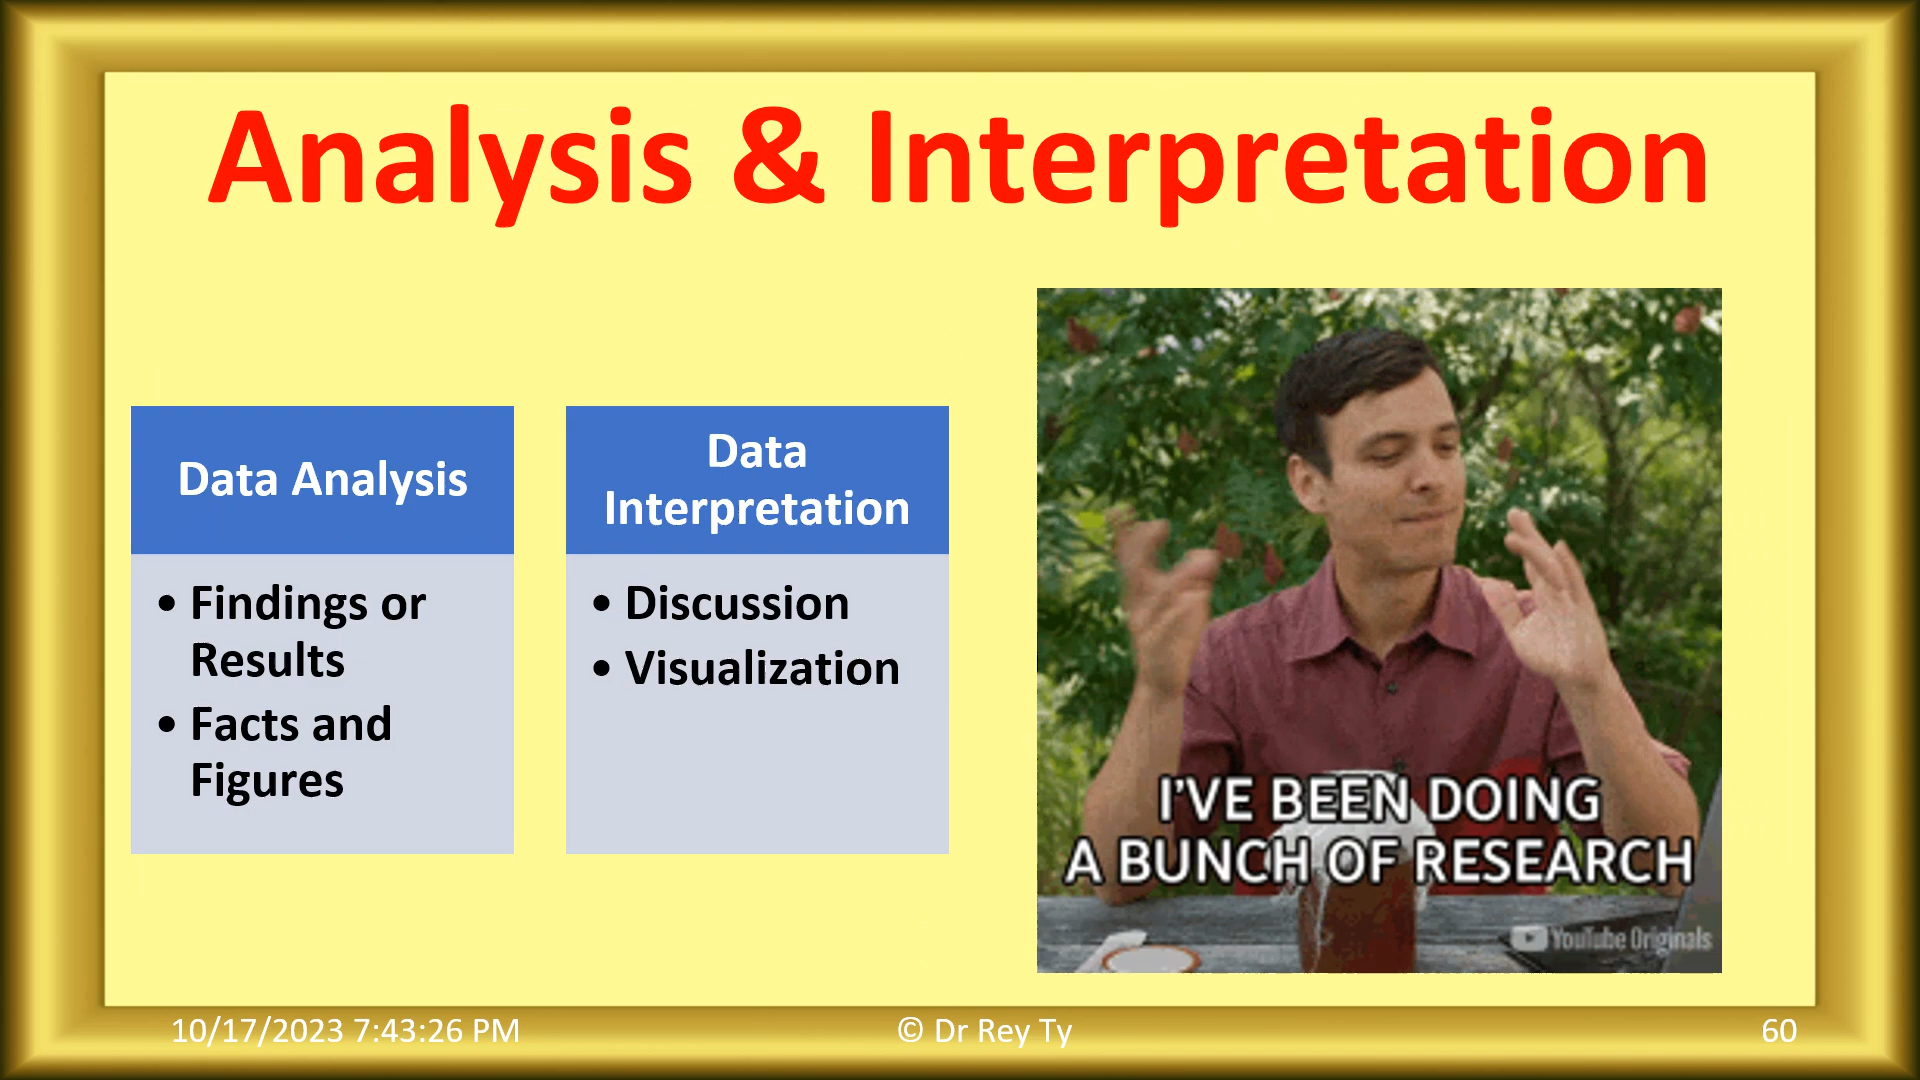 Analysis & Interpretation
Data Analysis
• Findings or
Results
• Facts and
Figures
Data
Interpretation
• Discussion
• Visualization
I'VE BEEN DOING
A BUNCH OF RESEARCH
YouTube Originals
10/17/2023 7:43:26 PM
© Dr Rey Ty
60